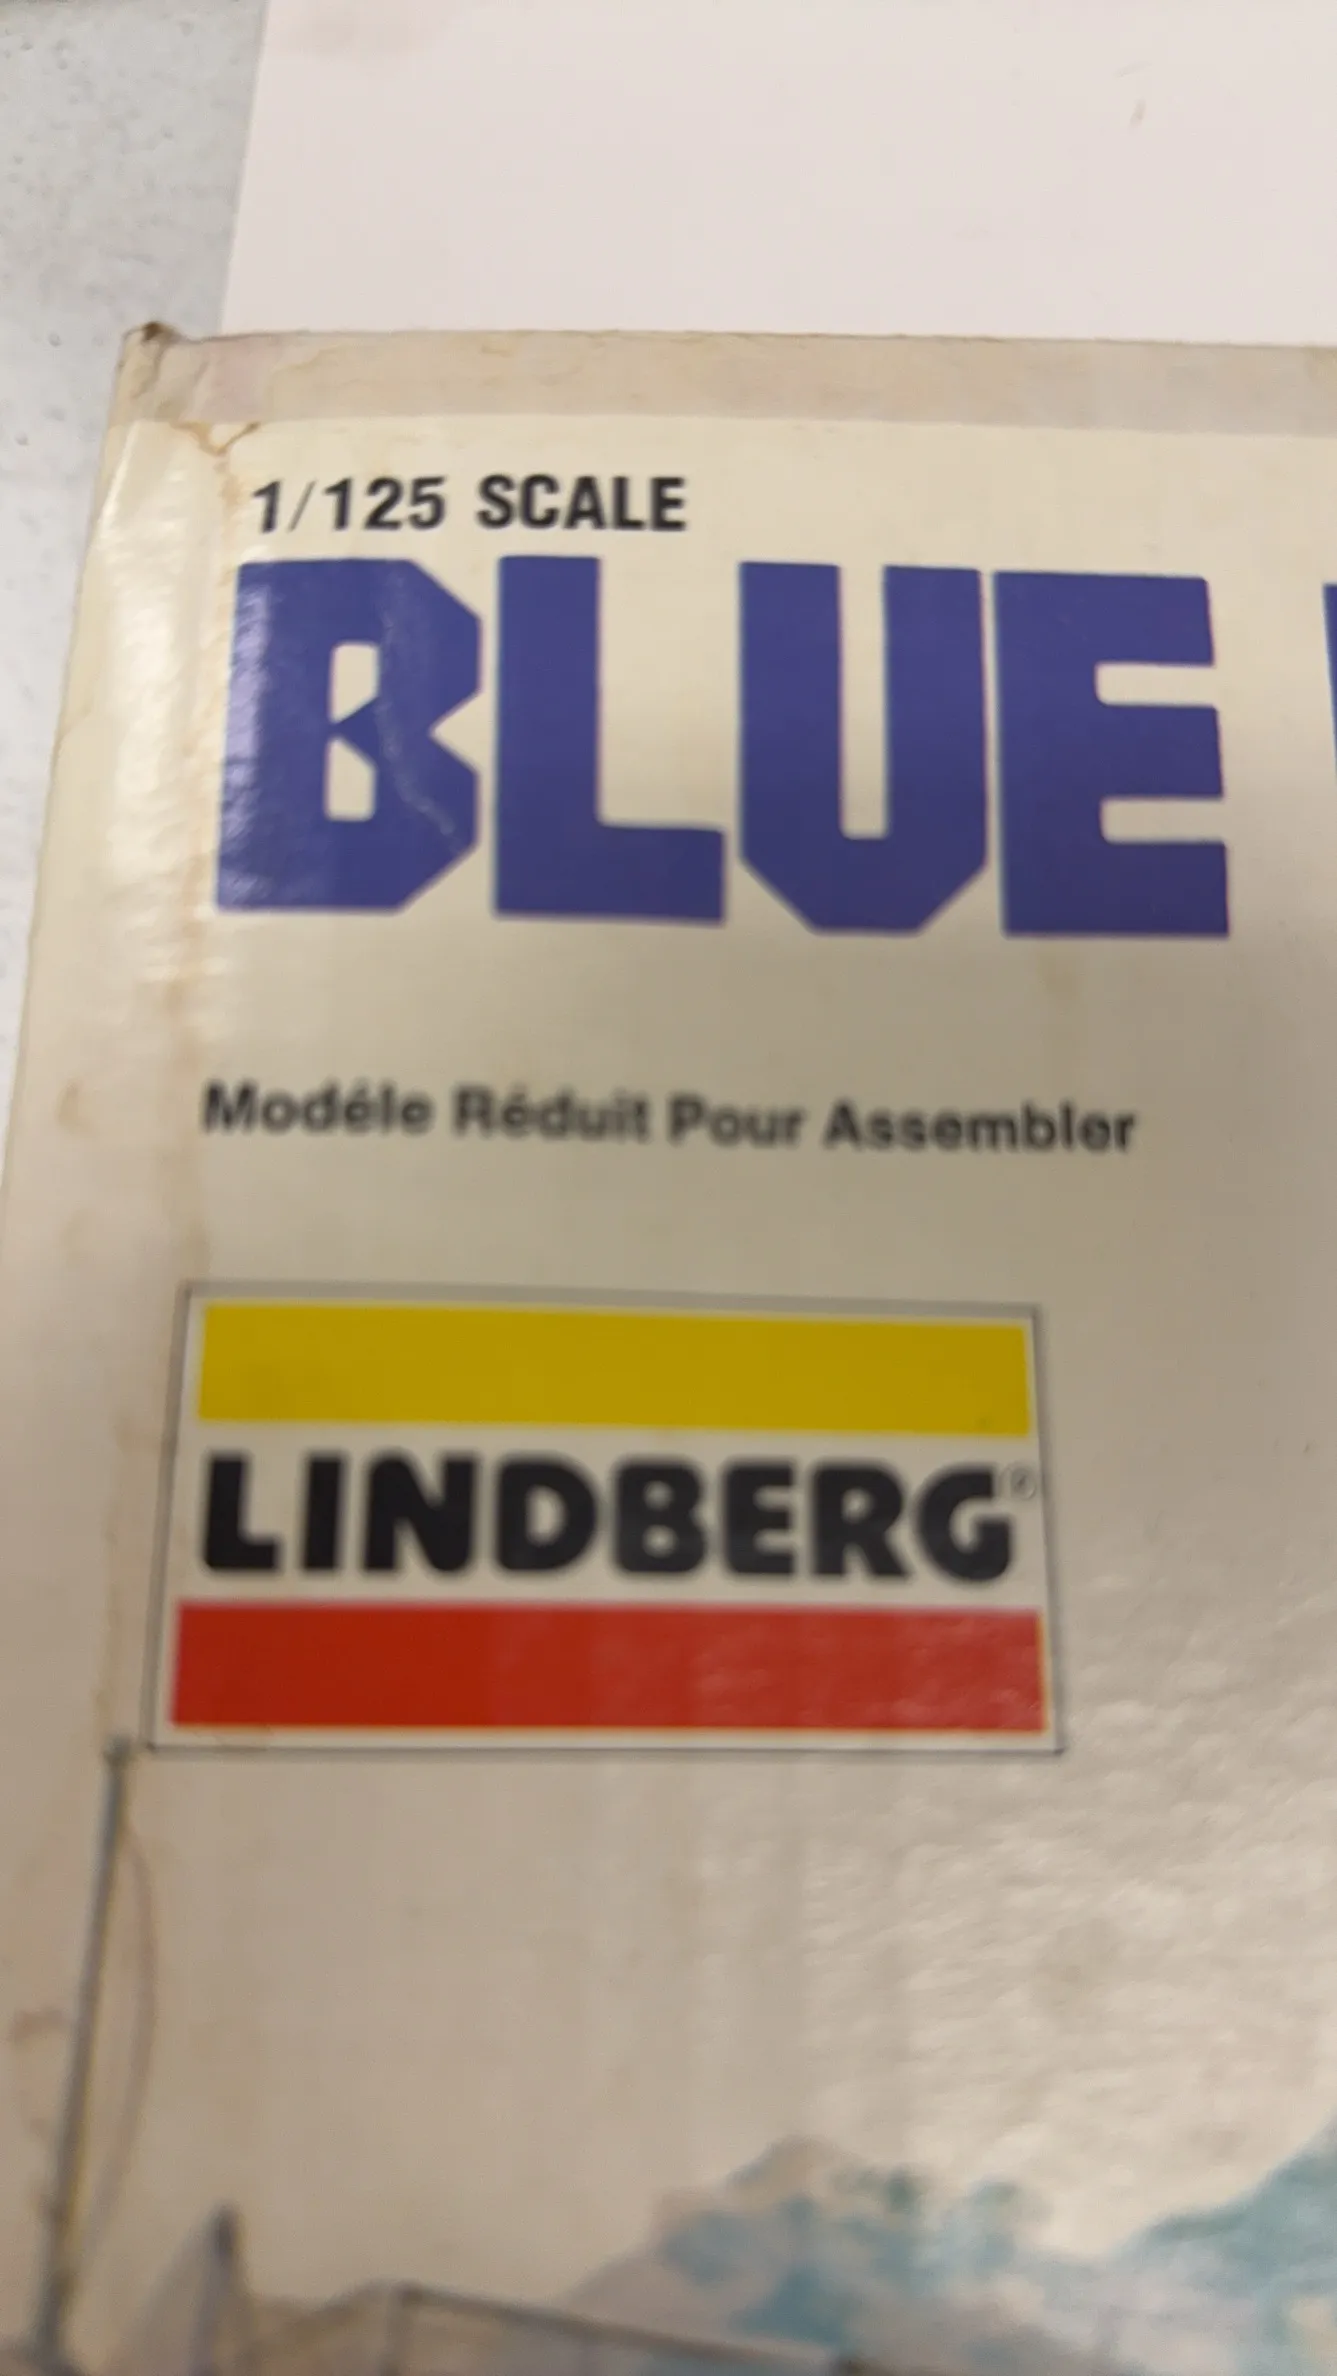 1/125 SCALE
BLUE
Modéle Réduit Pour Assembler
LINDBERG®